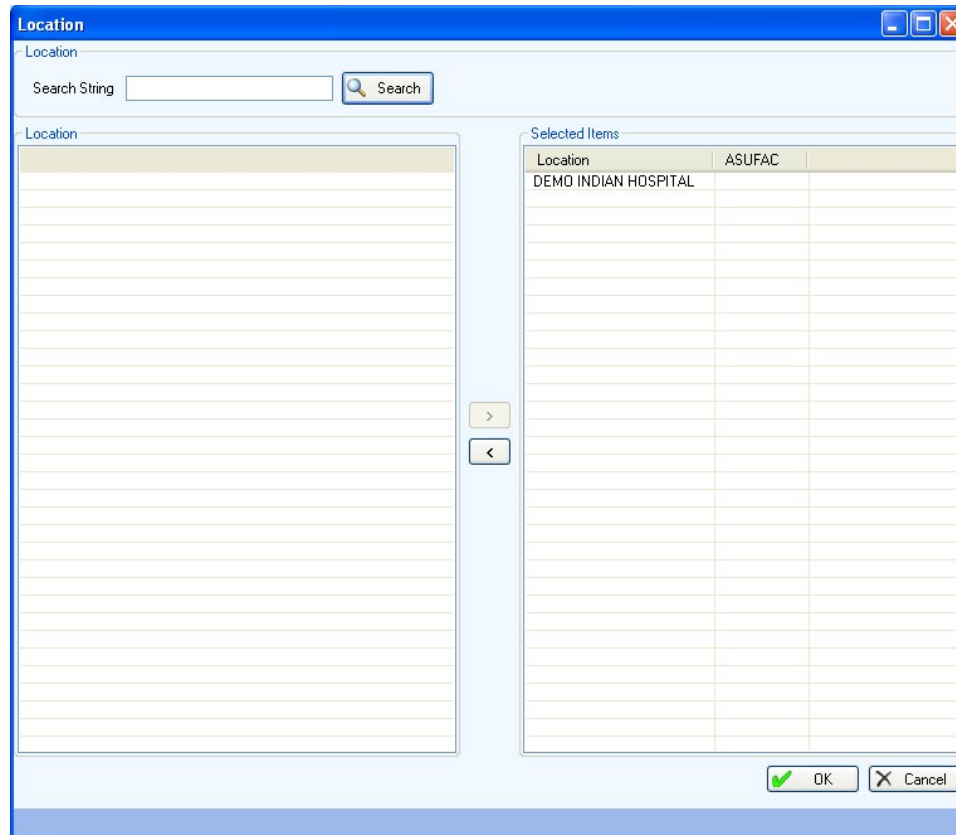 Location
Location
Search String Search
Location
Selected Items
Location ASUFAC
DEMO INDIAN HOSPITAL
>
<
OK Cancel